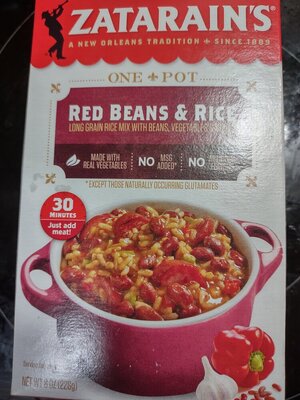 ZATARAIN'S®
A NEW ORLEANS TRADITION SINCE 1889
ONE POT
RED BEANS & RICE
LONG GRAIN RICE MIX WITH BEANS, VEGETABLES
MADE WITH
REAL VEGETABLES
NO MSG
ADDED*
NO
*EXCEPT THOSE NATURALLY OCCURRING GLUTAMATES
30
MINUTES
Just add
meat!
NET WT 8 OZ (226g)